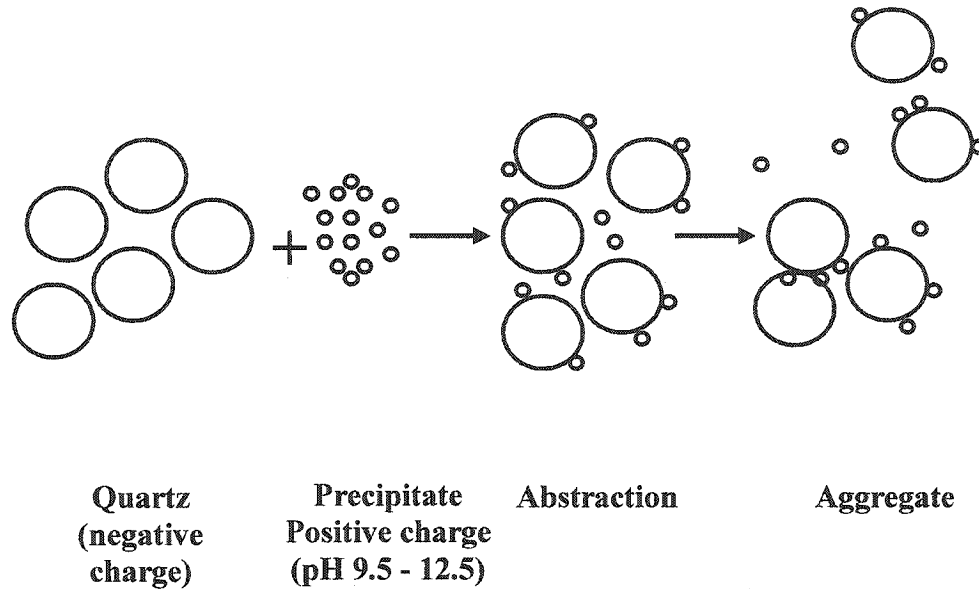 +
Quartz
(negative
charge)
Precipitate
Positive charge
(pH 9.5 - 12.5)
Abstraction
Aggregate